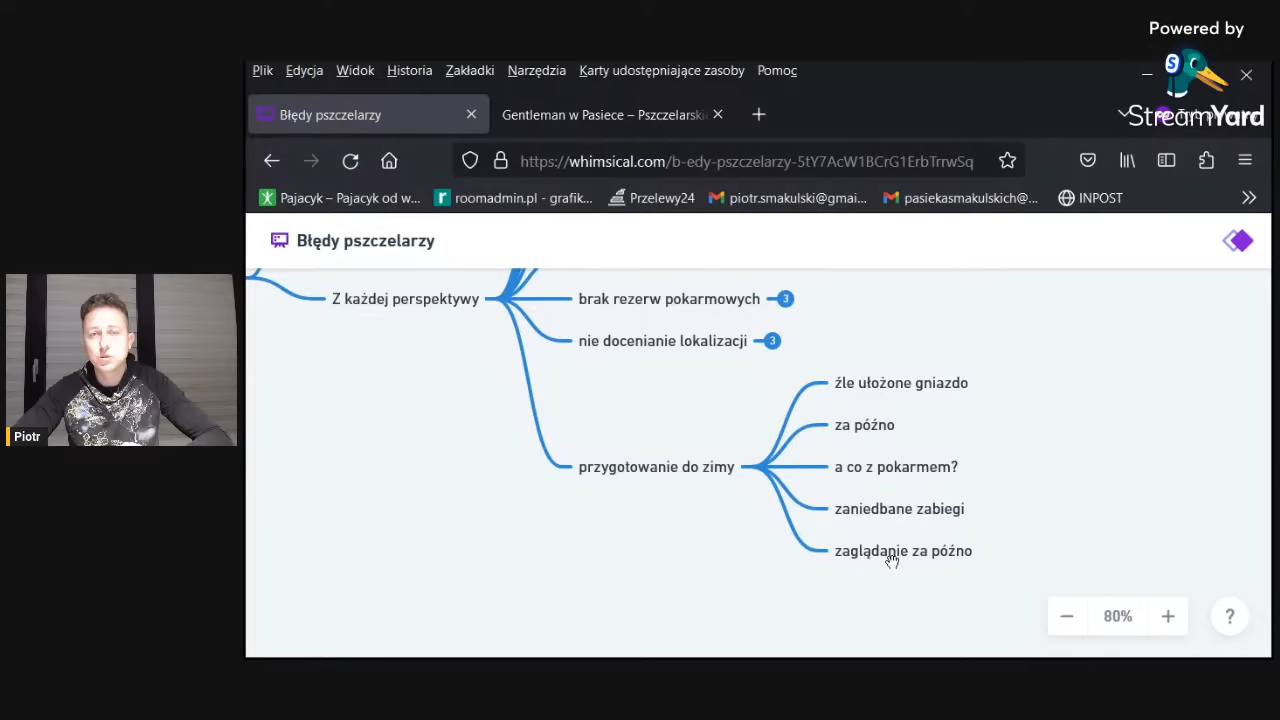 Powered by
StreamYard
Plik Edycja Widok Historia Zakładki Narzędzia Karty udostępniające zasoby Pomoc
Błędy pszczelarzy
Gentleman w Pasiece – Pszczelarski
https://whimsical.com/b-edy-pszczelarzy-5tY7AcW1BCrG1ErbTrrwSq
Pajacyk – Pajacyk od w... roomadmin.pl - grafik... Przelewy24 piotr.smakulski@gmai... pasiekasmakulskich@... INPOST
Błędy pszczelarzy
Z każdej perspektywy
brak rezerw pokarmowych 3
nie docenianie lokalizacji 3
przygotowanie do zimy
źle ułożone gniazdo
za późno
a co z pokarmem?
zaniedbane zabiegi
zaglądanie za późno
80%
?
Piotr